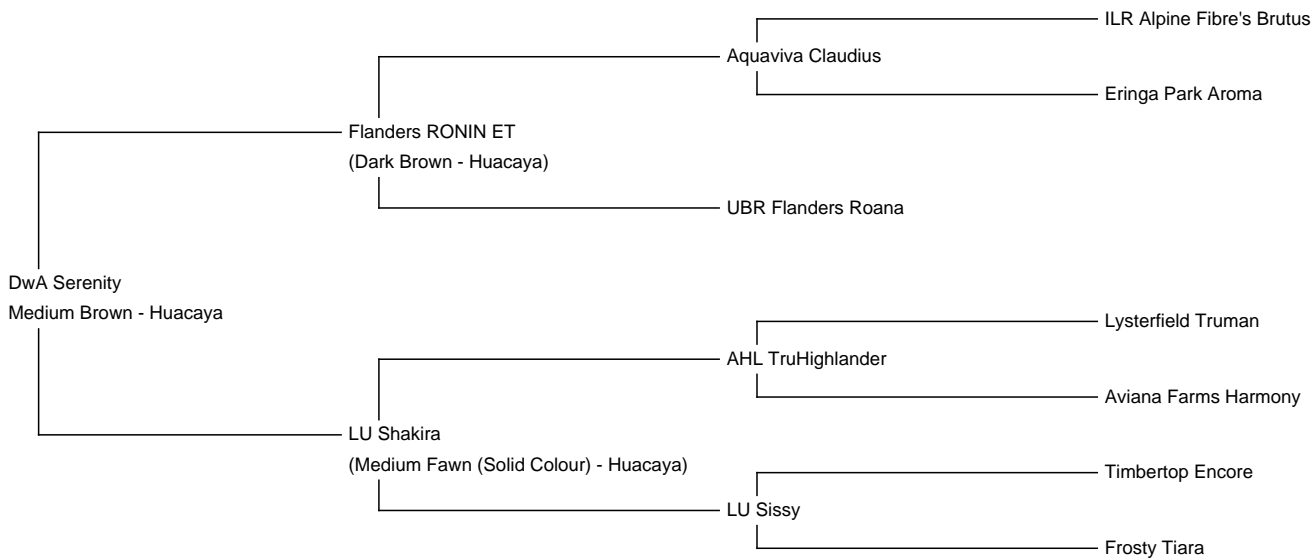 ILR Alpine Fibre's Brutus
Aquaviva Claudius
Eringa Park Aroma
Flanders RONIN ET
(Dark Brown - Huacaya)
UBR Flanders Roana
DwA Serenity
Medium Brown - Huacaya
Lysterfield Truman
AHL TruHighlander
Aviana Farms Harmony
LU Shakira
(Medium Fawn (Solid Colour) - Huacaya)
Timbertop Encore
LU Sissy
Frosty Tiara